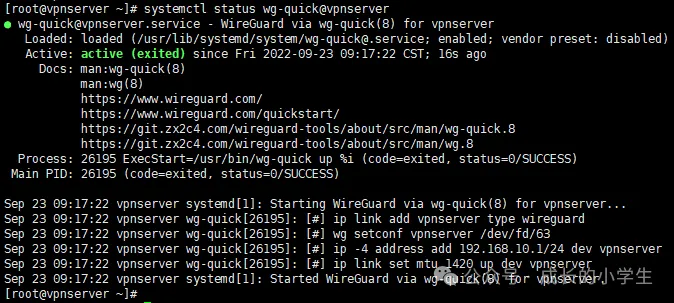 [root@vpnserver ~]# systemctl status wg-quick@vpnserver
● wg-quick@vpnserver.service - WireGuard via wg-quick(8) for vpnserver
Loaded: loaded (/usr/lib/systemd/system/wg-quick@.service; enabled; vendor preset: disabled)
Active: active (exited) since Fri 2022-09-23 09:17:22 CST; 16s ago
Docs: man:wg-quick(8)
man:wg(8)
https://www.wireguard.com/
https://www.wireguard.com/quickstart/
https://git.zx2c4.com/wireguard-tools/about/src/man/wg-quick.8
https://git.zx2c4.com/wireguard-tools/about/src/man/wg.8
Process: 26195 ExecStart=/usr/bin/wg-quick up %i (code=exited, status=0/SUCCESS)
Main PID: 26195 (code=exited, status=0/SUCCESS)
Sep 23 09:17:22 vpnserver systemd[1]: Starting WireGuard via wg-quick(8) for vpnserver...
Sep 23 09:17:22 vpnserver wg-quick[26195]: [#] ip link add vpnserver type wireguard
Sep 23 09:17:22 vpnserver wg-quick[26195]: [#] wg setconf vpnserver /dev/fd/63
Sep 23 09:17:22 vpnserver wg-quick[26195]: [#] ip -4 address add 192.168.10.1/24 dev vpnserver
Sep 23 09:17:22 vpnserver wg-quick[26195]: [#] ip link set mtu 1420 up dev vpnserver
Sep 23 09:17:22 vpnserver systemd[1]: Started WireGuard via wg-quick(8) for vpnserver.
[root@vpnserver ~]#
公众号 · 成长的小学生